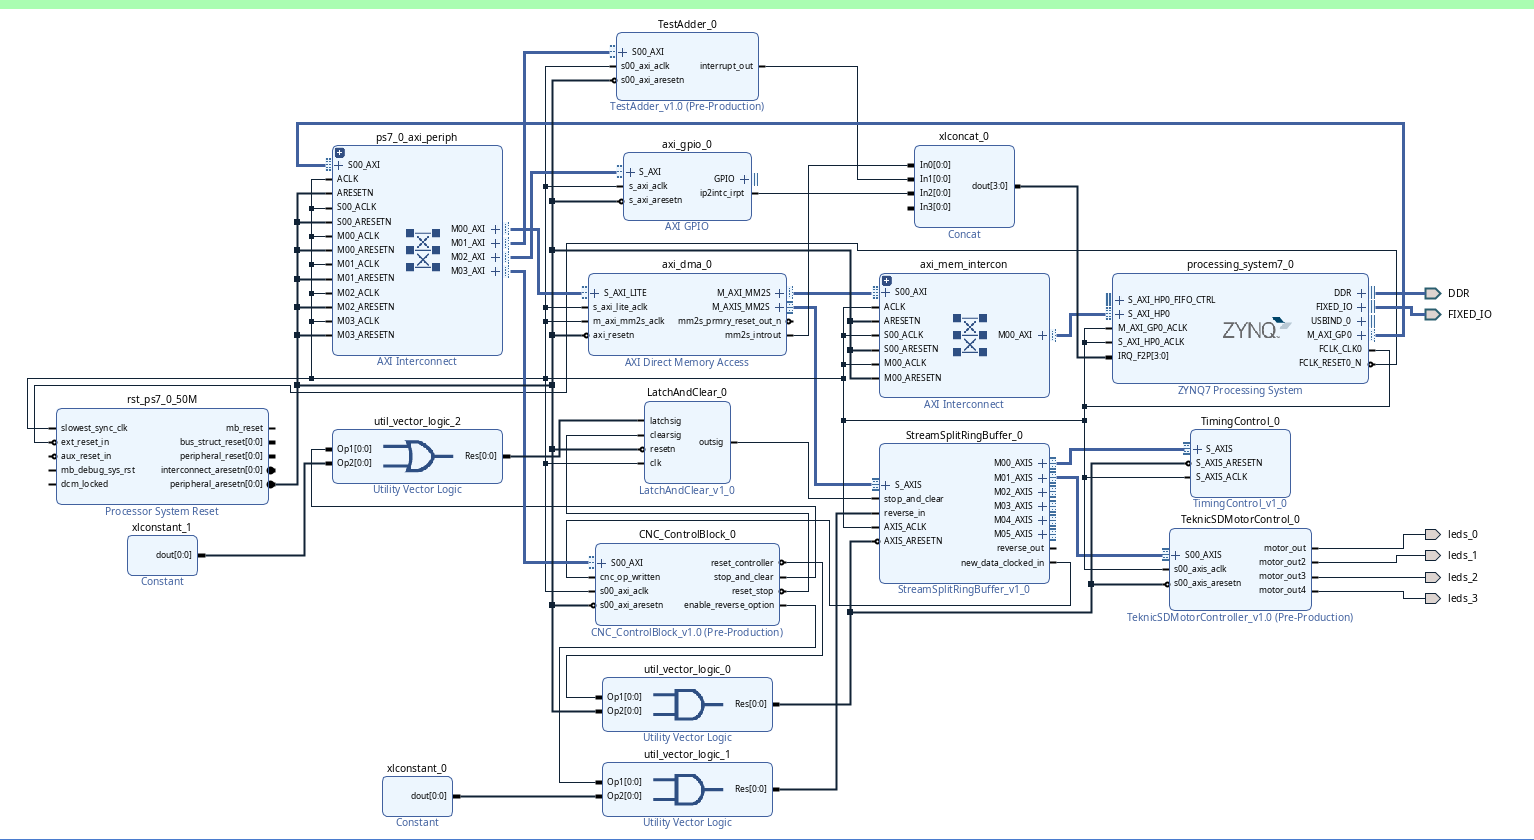 TestAdder_0
S00_AXI
s00_axi_aclk
s00_axi_aresetn
interrupt_out
TestAdder_v1.0 (Pre-Production)
ps7_0_axi_periph
S00_AXI
ACLK
ARESETN
S00_ACLK
S00_ARESETN
M00_ACLK
M00_ARESETN
M01_ACLK
M01_ARESETN
M02_ACLK
M02_ARESETN
M03_ACLK
M03_ARESETN
M00_AXI
M01_AXI
M02_AXI
M03_AXI
AXI Interconnect
axi_gpio_0
S_AXI
s_axi_aclk
s_axi_aresetn
GPIO
ip2intc_irpt
AXI GPIO
xlconcat_0
In0[0:0]
In1[0:0]
In2[0:0]
In3[0:0]
dout[3:0]
Concat
axi_dma_0
S_AXI_LITE
s_axi_lite_aclk
m_axi_mm2s_aclk
axi_resetn
M_AXI_MM2S
M_AXIS_MM2S
mm2s_prmry_reset_out_n
mm2s_introut
AXI Direct Memory Access
axi_mem_intercon
S00_AXI
ACLK
ARESETN
S00_ACLK
S00_ARESETN
M00_ACLK
M00_ARESETN
M00_AXI
AXI Interconnect
processing_system7_0
S_AXI_HP0_FIFO_CTRL
S_AXI_HP0
M_AXI_GP0_ACLK
S_AXI_HP0_ACLK
IRQ_F2P[3:0]
ZYNQ
DDR
FIXED_IO
USBIND_0
M_AXI_GP0
FCLK_CLK0
FCLK_RESET0_N
ZYNQ7 Processing System
DDR
FIXED_IO
rst_ps7_0_50M
slowest_sync_clk
ext_reset_in
aux_reset_in
mb_debug_sys_rst
dcm_locked
mb_reset
bus_struct_reset[0:0]
peripheral_reset[0:0]
interconnect_aresetn[0:0]
peripheral_aresetn[0:0]
Processor System Reset
util_vector_logic_2
Op1[0:0]
Op2[0:0]
Res[0:0]
Utility Vector Logic
LatchAndClear_0
latchsig
clearsig
resetn
clk
outsig
LatchAndClear_v1_0
StreamSplitRingBuffer_0
S_AXIS
stop_and_clear
reverse_in
AXIS_ACLK
AXIS_ARESETN
M00_AXIS
M01_AXIS
M02_AXIS
M03_AXIS
M04_AXIS
M05_AXIS
reverse_out
new_data_clocked_in
StreamSplitRingBuffer_v1_0
TimingControl_0
S_AXIS
S_AXIS_ARESETN
S_AXIS_ACLK
TimingControl_v1_0
xlconstant_1
dout[0:0]
Constant
CNC_ControlBlock_0
S00_AXI
cnc_op_written
s00_axi_aclk
s00_axi_aresetn
reset_controller
stop_and_clear
reset_stop
enable_reverse_option
CNC_ControlBlock_v1.0 (Pre-Production)
TeknicSDMotorControl_0
S00_AXIS
s00_axis_aclk
s00_axis_aresetn
motor_out
motor_out2
motor_out3
motor_out4
TeknicSDMotorController_v1.0 (Pre-Production)
leds_0
leds_1
leds_2
leds_3
util_vector_logic_0
Op1[0:0]
Op2[0:0]
Res[0:0]
Utility Vector Logic
util_vector_logic_1
Op1[0:0]
Op2[0:0]
Res[0:0]
Utility Vector Logic
xlconstant_0
dout[0:0]
Constant